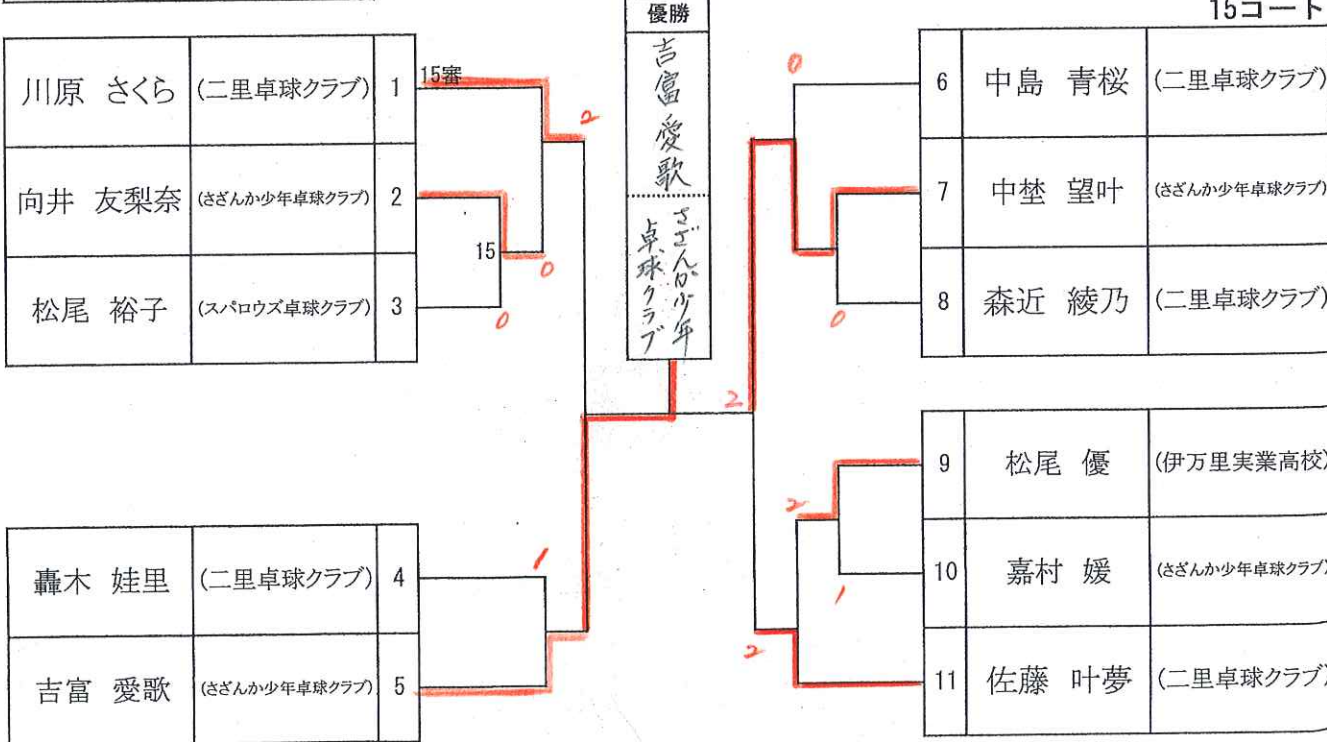 優勝
吉富愛歌
さざんか少年
卓球クラブ
15コート
川原 さくら (二里卓球クラブ) 1
15審
2
向井 友梨奈 (さざんか少年卓球クラブ) 2
15
0
松尾 裕子 (スパロウズ卓球クラブ) 3
0
轟木 娃里 (二里卓球クラブ) 4
1
吉富 愛歌 (さざんか少年卓球クラブ) 5
0
6 中島 青桜 (二里卓球クラブ)
7 中埜 望叶 (さざんか少年卓球クラブ)
8 森近 綾乃 (二里卓球クラブ)
0
2
9 松尾 優 (伊万里実業高校)
2
10 嘉村 媛 (さざんか少年卓球クラブ)
1
2
11 佐藤 叶夢 (二里卓球クラブ)